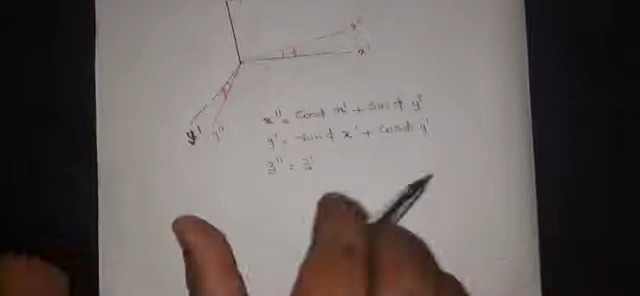 x"
x'
y' y"
x" = cosϕ x' + sinϕ y'
y" = -sinϕ x' + cosϕ y'
z" = z'